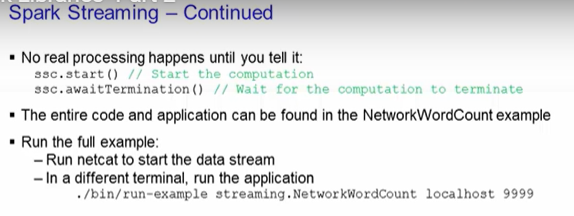 Spark Streaming – Continued
▪ No real processing happens until you tell it:
ssc.start() // Start the computation
ssc.awaitTermination() // Wait for the computation to terminate
▪ The entire code and application can be found in the NetworkWordCount example
▪ Run the full example:
– Run netcat to start the data stream
– In a different terminal, run the application
./bin/run-example streaming.NetworkWordCount localhost 9999